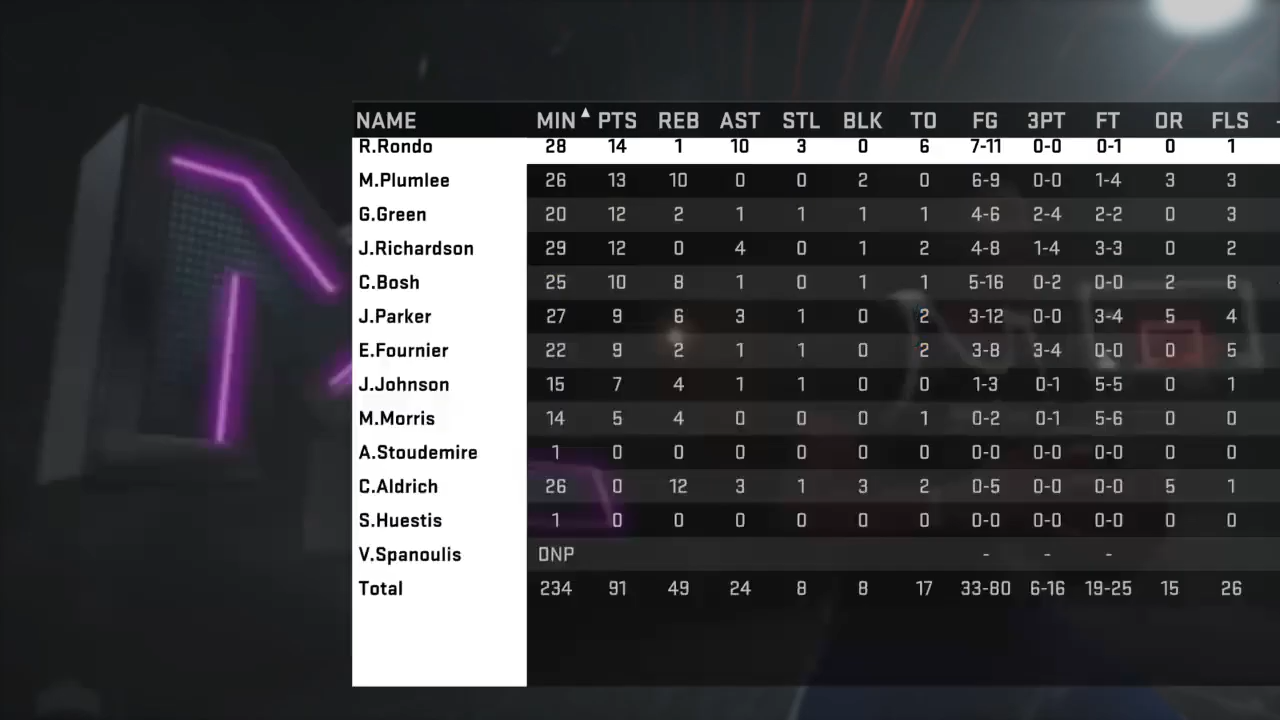 NAME MIN PTS REB AST STL BLK TO FG 3PT FT OR FLS
R.Rondo 28 14 1 10 3 0 6 7-11 0-0 0-1 0 1
M.Plumlee 26 13 10 0 0 2 0 6-9 0-0 1-4 3 3
G.Green 20 12 2 1 1 1 1 4-6 2-4 2-2 0 3
J.Richardson 29 12 0 4 0 1 2 4-8 1-4 3-3 0 2
C.Bosh 25 10 8 1 0 1 1 5-16 0-2 0-0 2 6
J.Parker 27 9 6 3 1 0 2 3-12 0-0 3-4 5 4
E.Fournier 22 9 2 1 1 0 2 3-8 3-4 0-0 0 5
J.Johnson 15 7 4 1 1 0 0 1-3 0-1 5-5 0 1
M.Morris 14 5 4 0 0 0 1 0-2 0-1 5-6 0 0
A.Stoudemire 1 0 0 0 0 0 0 0-0 0-0 0-0 0 0
C.Aldrich 26 0 12 3 1 3 2 0-5 0-0 0-0 5 1
S.Huestis 1 0 0 0 0 0 0 0-0 0-0 0-0 0 0
V.Spanoulis DNP - - -
Total 234 91 49 24 8 8 17 33-80 6-16 19-25 15 26